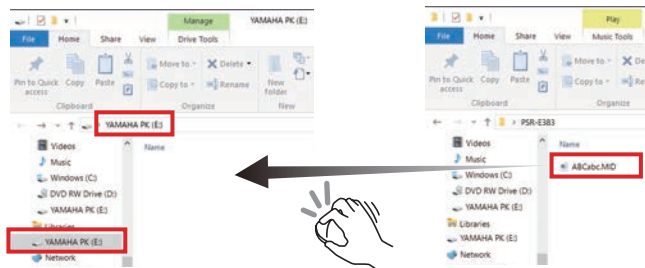 Manage
YAMAHA PK (E:)
File
Home
Share
View
Drive Tools
Pin to Quick access
Copy
Paste
Move to
Copy to
Delete
Rename
New folder
Clipboard
Organize
New
YAMAHA PK (E:)
Videos
Music
Windows (C:)
DVD RW Drive (D:)
YAMAHA PK (E:)
Libraries
YAMAHA PK (E:)
Network
Name
Play
File
Home
Share
View
Music Tools
Pin to Quick access
Copy
Paste
Move to
Copy to
De
Re
Clipboard
Organize
PSR-E383
Videos
Music
Windows (C:)
DVD RW Drive (D:)
YAMAHA PK (E:)
Libraries
YAMAHA PK (E:)
Network
Name
ABCabc.MID